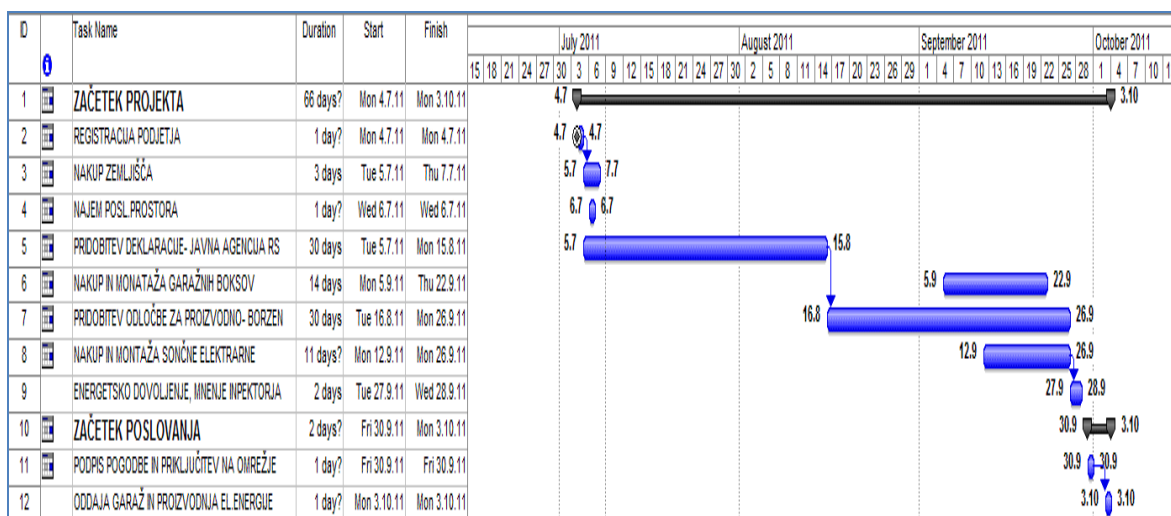 ID Task Name Duration Start Finish
July 2011 August 2011 September 2011 October 2011
15 18 21 24 27 30 3 6 9 12 15 18 21 24 27 30 2 5 8 11 14 17 20 23 26 29 1 4 7 10 13 16 19 22 25 28 1 4 7 10 1
1 ZAČETEK PROJEKTA 66 days? Mon 4.7.11 Mon 3.10.11 4.7 3.10
2 REGISTRACIJA PODJETJA 1 day? Mon 4.7.11 Mon 4.7.11 4.7 4.7
3 NAKUP ZEMLJIŠČA 3 days Tue 5.7.11 Thu 7.7.11 5.7 7.7
4 NAJEM POSL.PROSTORA 1 day? Wed 6.7.11 Wed 6.7.11 6.7 6.7
5 PRIDOBITEV DEKLARACIJE- JAVNA AGENCIJA RS 30 days Tue 5.7.11 Mon 15.8.11 5.7 15.8
6 NAKUP IN MONATAŽA GARAŽNIH BOKSOV 14 days Mon 5.9.11 Thu 22.9.11 5.9 22.9
7 PRIDOBITEV ODLOČBE ZA PROIZVODNO- BORZEN 30 days Tue 16.8.11 Mon 26.9.11 16.8 26.9
8 NAKUP IN MONTAŽA SONČNE ELEKTRARNE 11 days? Mon 12.9.11 Mon 26.9.11 12.9 26.9
9 ENERGETSKO DOVOLJENJE, MNENJE INPEKTORJA 2 days Tue 27.9.11 Wed 28.9.11 27.9 28.9
10 ZAČETEK POSLOVANJA 2 days? Fri 30.9.11 Mon 3.10.11 30.9 3.10
11 PODPIS POGODBE IN PRIKLJUČITEV NA OMREŽJE 1 day? Fri 30.9.11 Fri 30.9.11 30.9 30.9
12 ODDAJA GARAŽ IN PROIZVODNJA EL.ENERGIJE 1 day? Mon 3.10.11 Mon 3.10.11 3.10 3.10